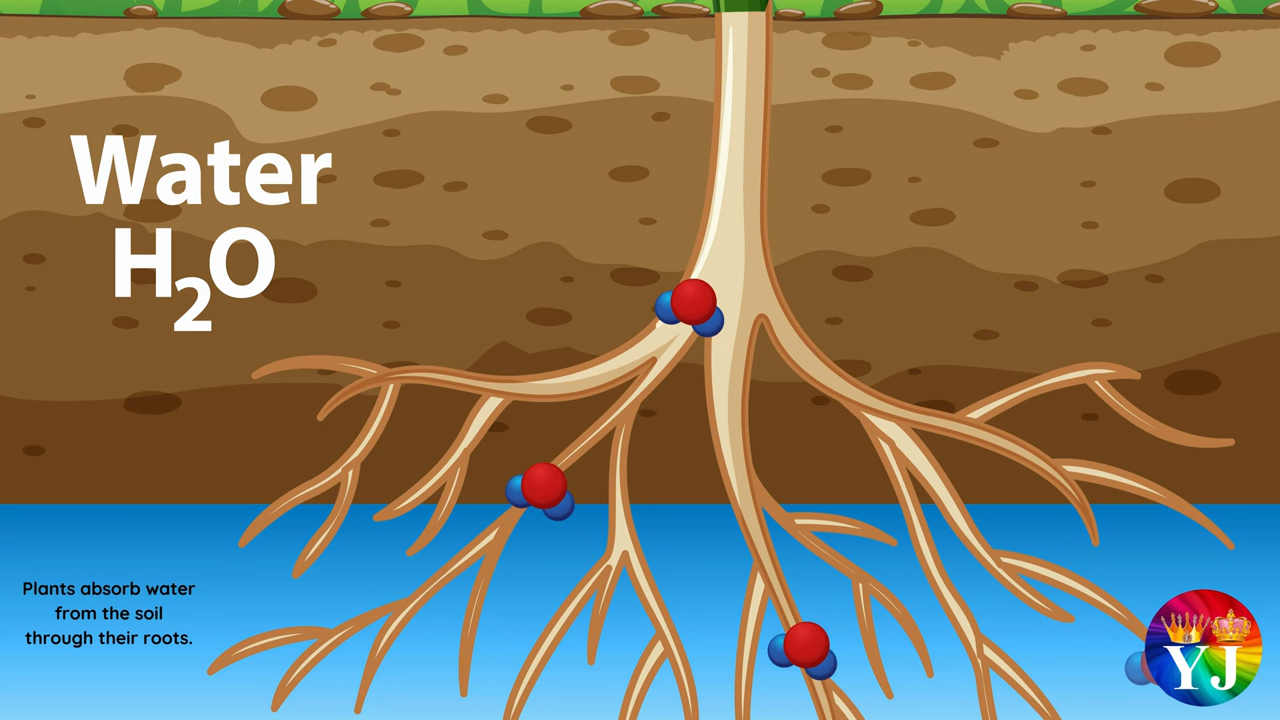 Water
H₂O
Plants absorb water
from the soil
through their roots.
YJ